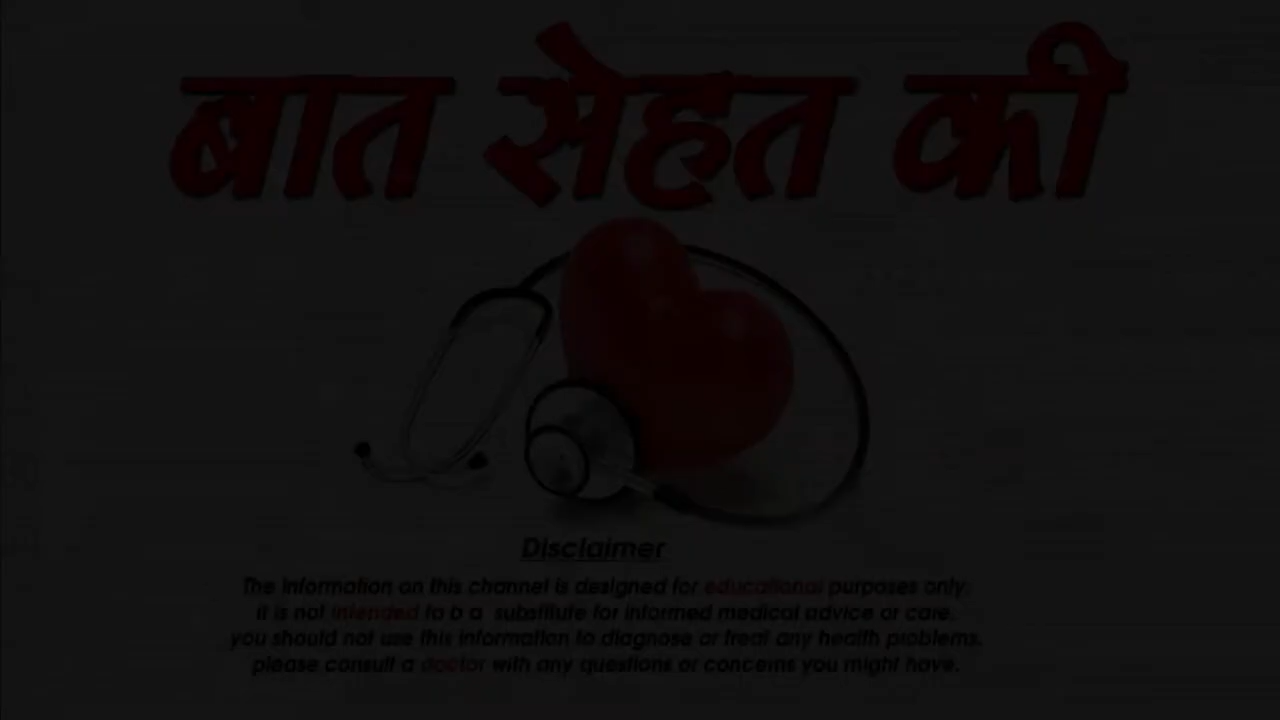 बात सेहत की
Disclaimer
The information on this channel is designed for educational purposes only;
it is not intended to b a substitute for informed medical advice or care.
you should not use this information to diagnose or treat any health problems.
please consult a doctor with any questions or concerns you might have.